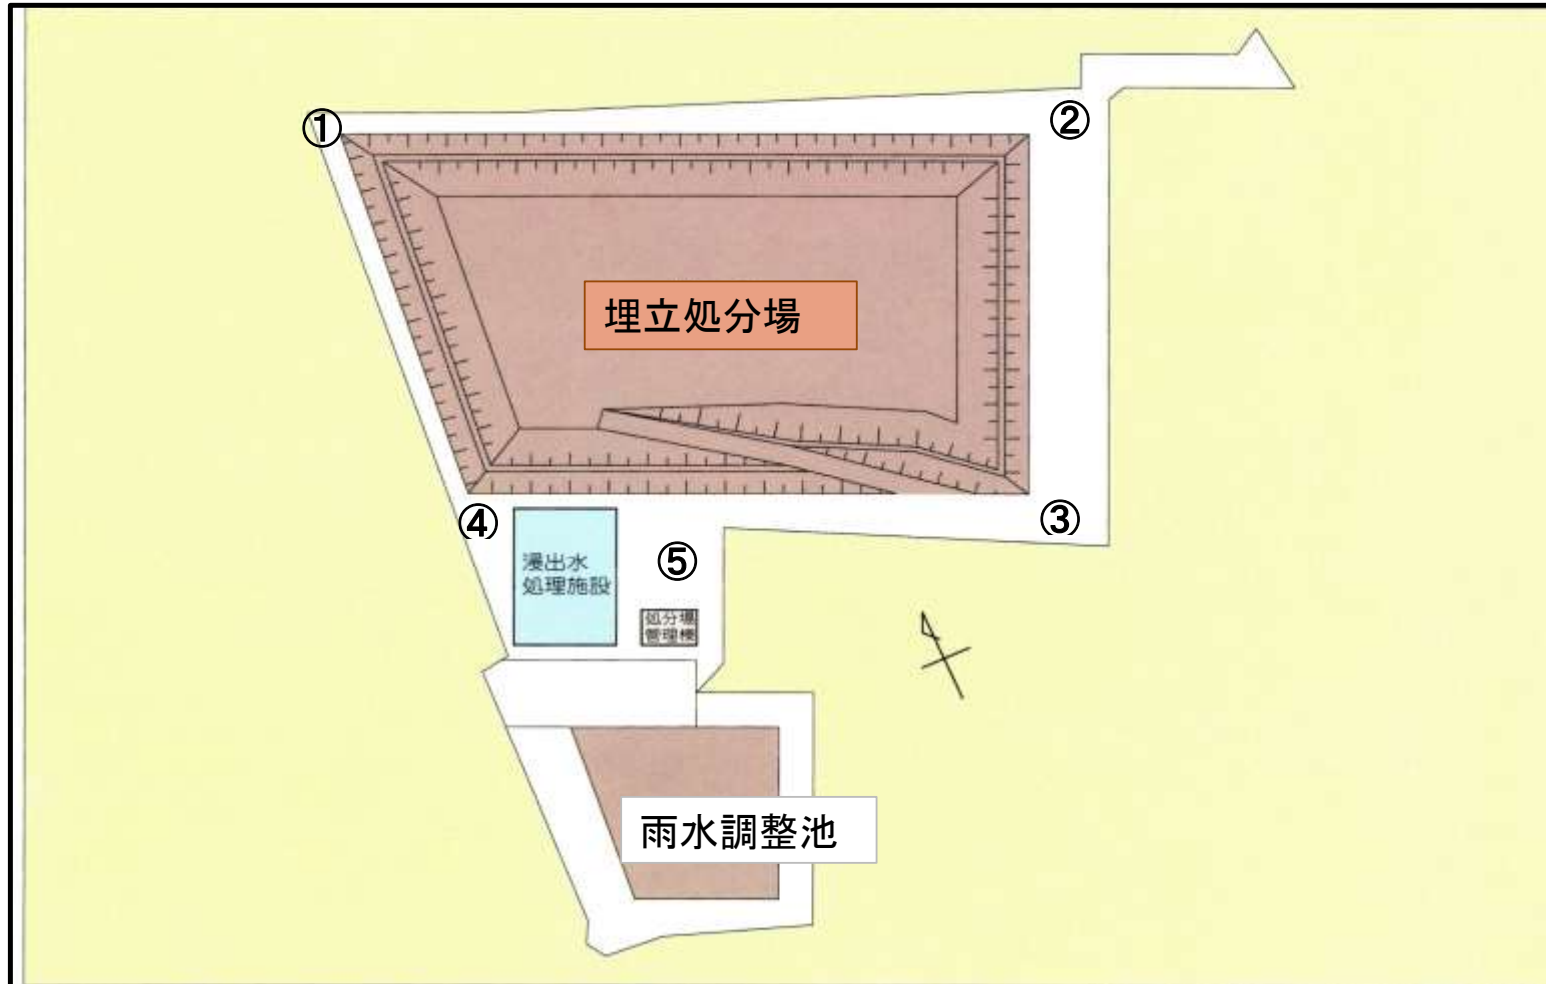 ①
②
埋立処分場
④
③
⑤
浸出水
処理施設
処分場
管理棟
雨水調整池